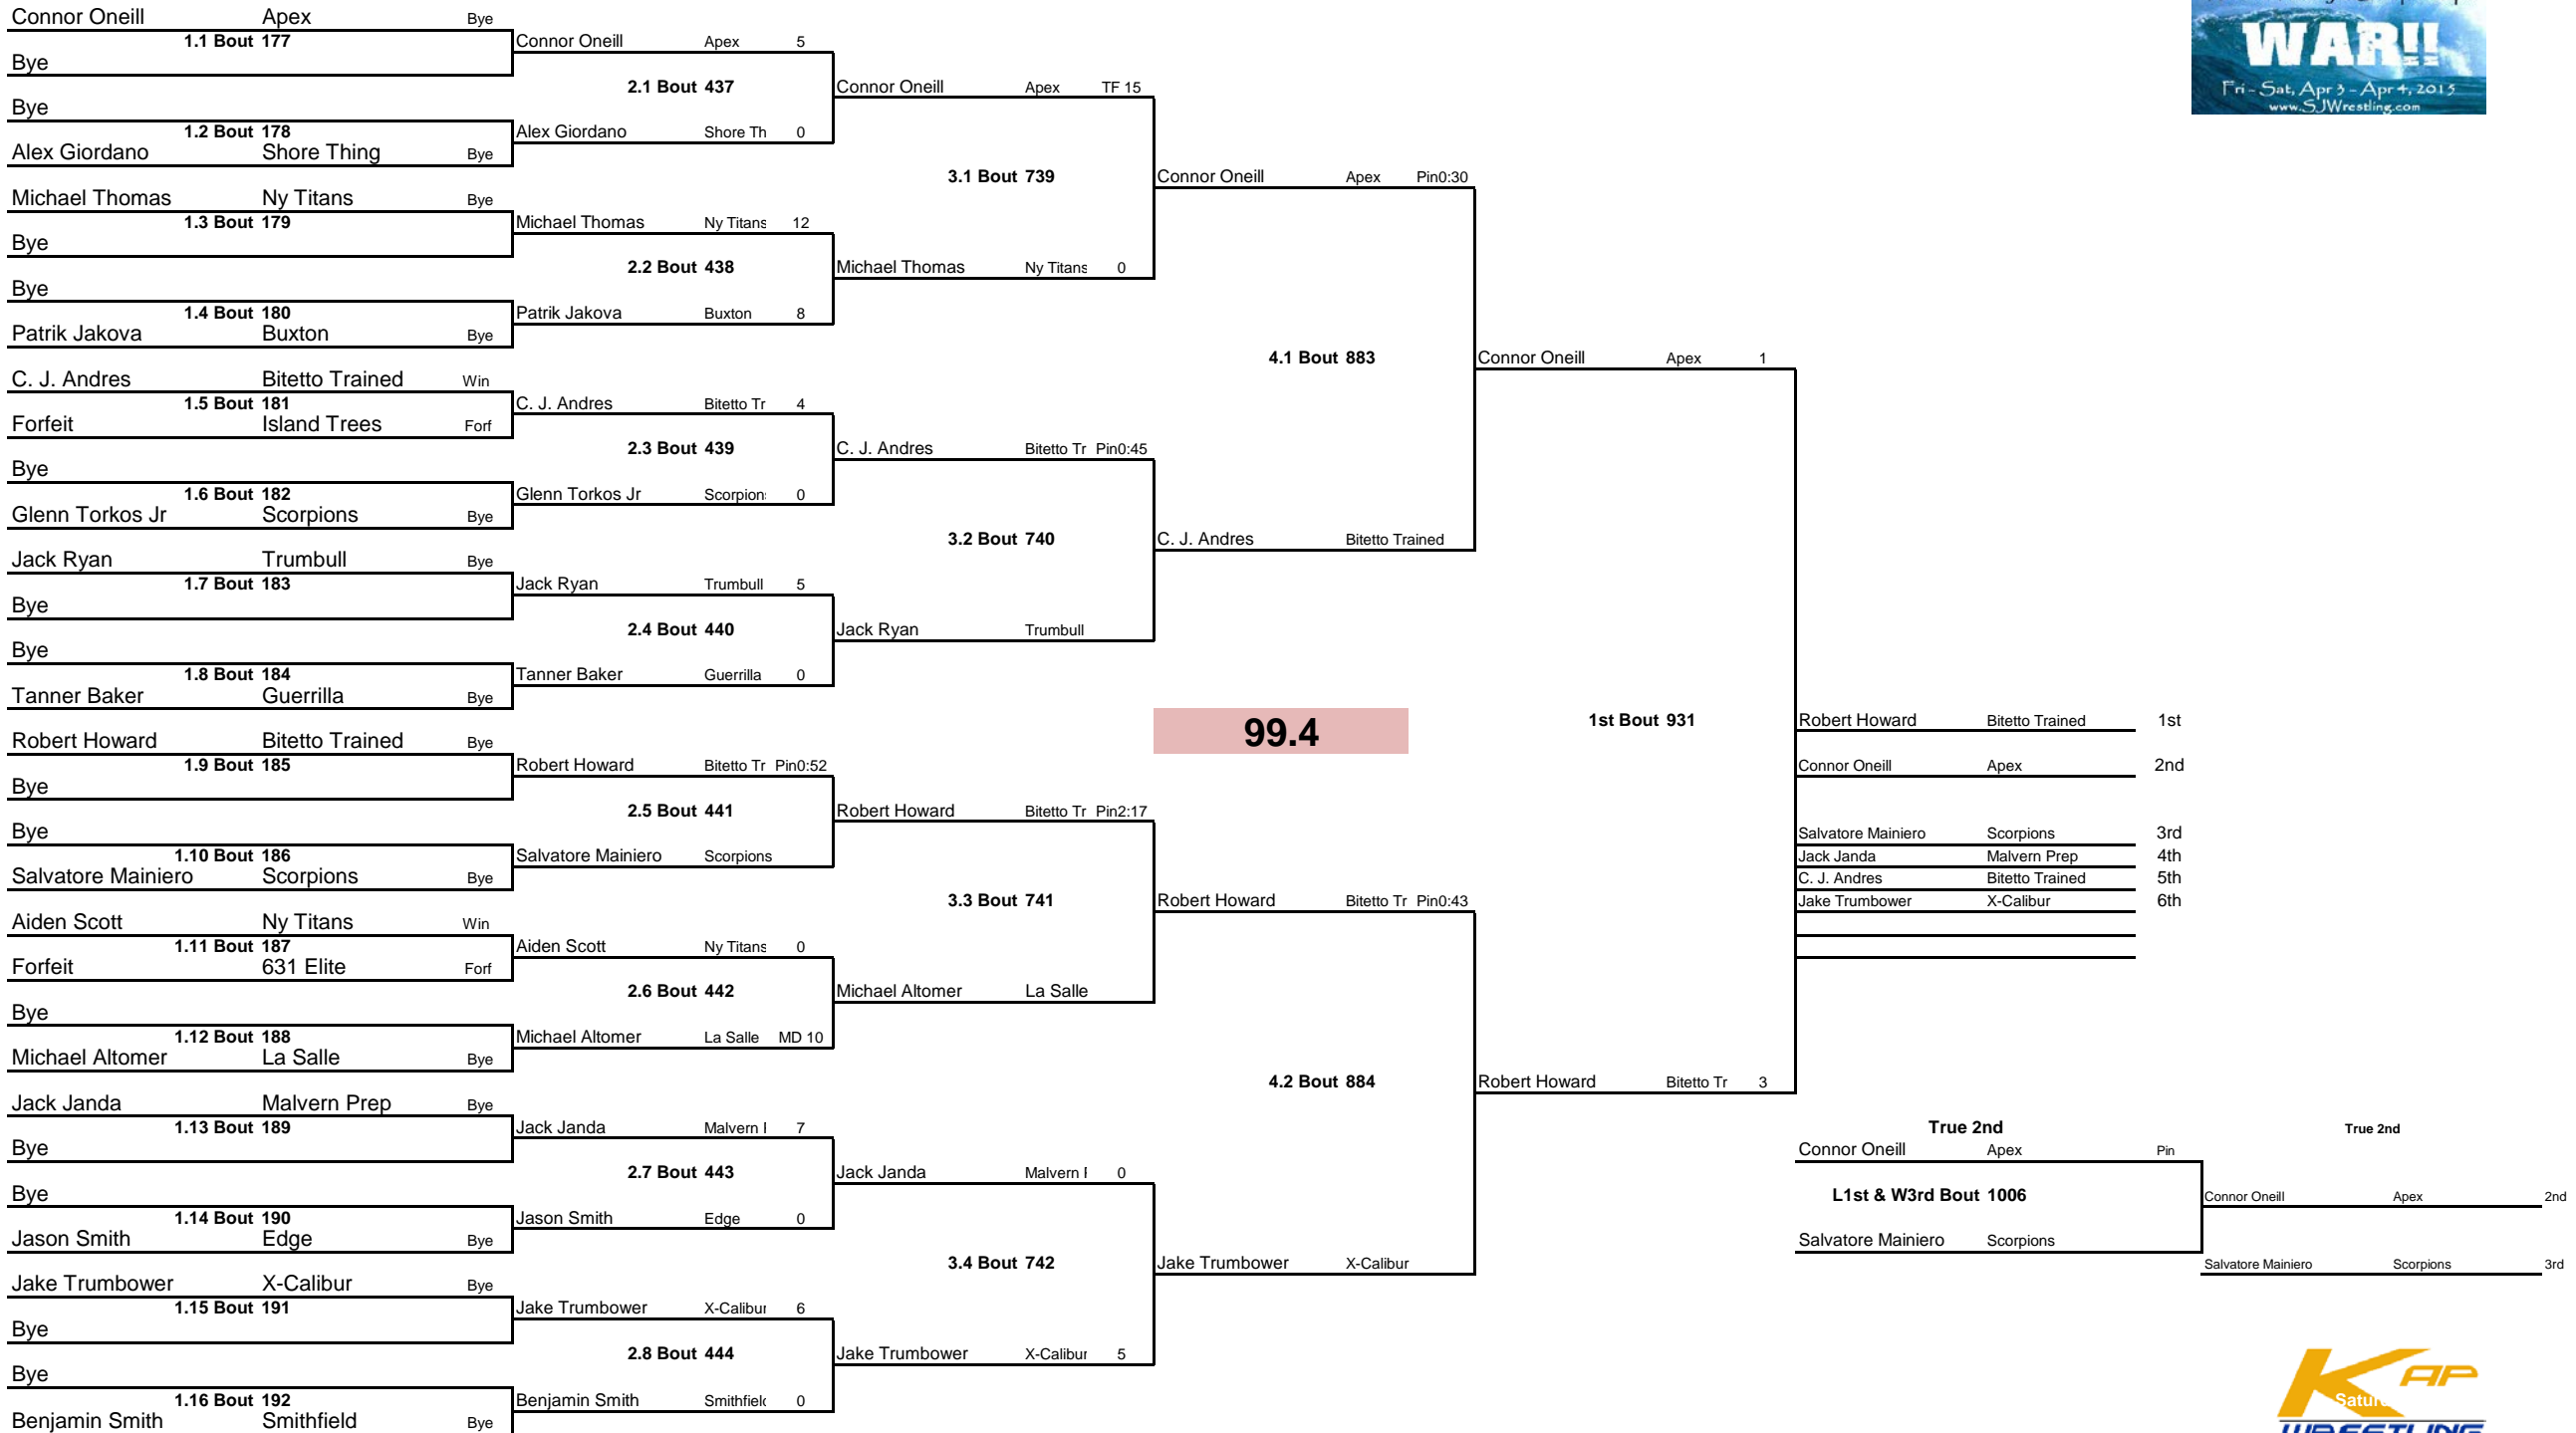 Connor Oneill Apex Bye
1.1 Bout 177
Bye
Bye
1.2 Bout 178
Alex Giordano Shore Thing Bye
Michael Thomas Ny Titans Bye
1.3 Bout 179
Bye
Bye
1.4 Bout 180
Patrik Jakova Buxton Bye
C. J. Andres Bitetto Trained Win
1.5 Bout 181
Forfeit Island Trees Forf
Bye
1.6 Bout 182
Glenn Torkos Jr Scorpions Bye
Jack Ryan Trumbull Bye
1.7 Bout 183
Bye
Bye
1.8 Bout 184
Tanner Baker Guerrilla Bye
Robert Howard Bitetto Trained Bye
1.9 Bout 185
Bye
Bye
1.10 Bout 186
Salvatore Mainiero Scorpions Bye
Aiden Scott Ny Titans Win
1.11 Bout 187
Forfeit 631 Elite Forf
Bye
1.12 Bout 188
Michael Altomer La Salle Bye
Jack Janda Malvern Prep Bye
1.13 Bout 189
Bye
Bye
1.14 Bout 190
Jason Smith Edge Bye
Jake Trumbower X-Calibur Bye
1.15 Bout 191
Bye
Bye
1.16 Bout 192
Benjamin Smith Smithfield Bye
Connor Oneill Apex 5
2.1 Bout 437
Alex Giordano Shore Th 0
Michael Thomas Ny Titans 12
2.2 Bout 438
Patrik Jakova Buxton 8
C. J. Andres Bitetto Tr 4
2.3 Bout 439
Glenn Torkos Jr Scorpions 0
Jack Ryan Trumbull 5
2.4 Bout 440
Tanner Baker Guerrilla 0
Robert Howard Bitetto Tr Pin0:52
2.5 Bout 441
Salvatore Mainiero Scorpions
Aiden Scott Ny Titans 0
2.6 Bout 442
Michael Altomer La Salle MD 10
Jack Janda Malvern 7
2.7 Bout 443
Jason Smith Edge 0
Jake Trumbower X-Calibur 6
2.8 Bout 444
Benjamin Smith Smithfield 0
Connor Oneill Apex TF 15
3.1 Bout 739
Michael Thomas Ny Titans 0
C. J. Andres Bitetto Tr Pin0:45
3.2 Bout 740
Jack Ryan Trumbull
Robert Howard Bitetto Tr Pin2:17
3.3 Bout 741
Michael Altomer La Salle
Jack Janda Malvern 0
3.4 Bout 742
Jake Trumbower X-Calibur 5
Connor Oneill Apex Pin0:30
4.1 Bout 883
C. J. Andres Bitetto Trained
99.4
Robert Howard Bitetto Tr Pin0:43
4.2 Bout 884
Jake Trumbower X-Calibur
Connor Oneill Apex 1
1st Bout 931
Robert Howard Bitetto Tr 3
Robert Howard Bitetto Trained 1st
Connor Oneill Apex 2nd
Salvatore Mainiero Scorpions 3rd
Jack Janda Malvern Prep 4th
C. J. Andres Bitetto Trained 5th
Jake Trumbower X-Calibur 6th
True 2nd
Connor Oneill Apex Pin
L1st & W3rd Bout 1006
Salvatore Mainiero Scorpions
True 2nd
Connor Oneill Apex 2nd
Salvatore Mainiero Scorpions 3rd
WAR!!
Fri - Sat, Apr 3 - Apr 4, 2015
www.SJWrestling.com
KAP
WRESTLING